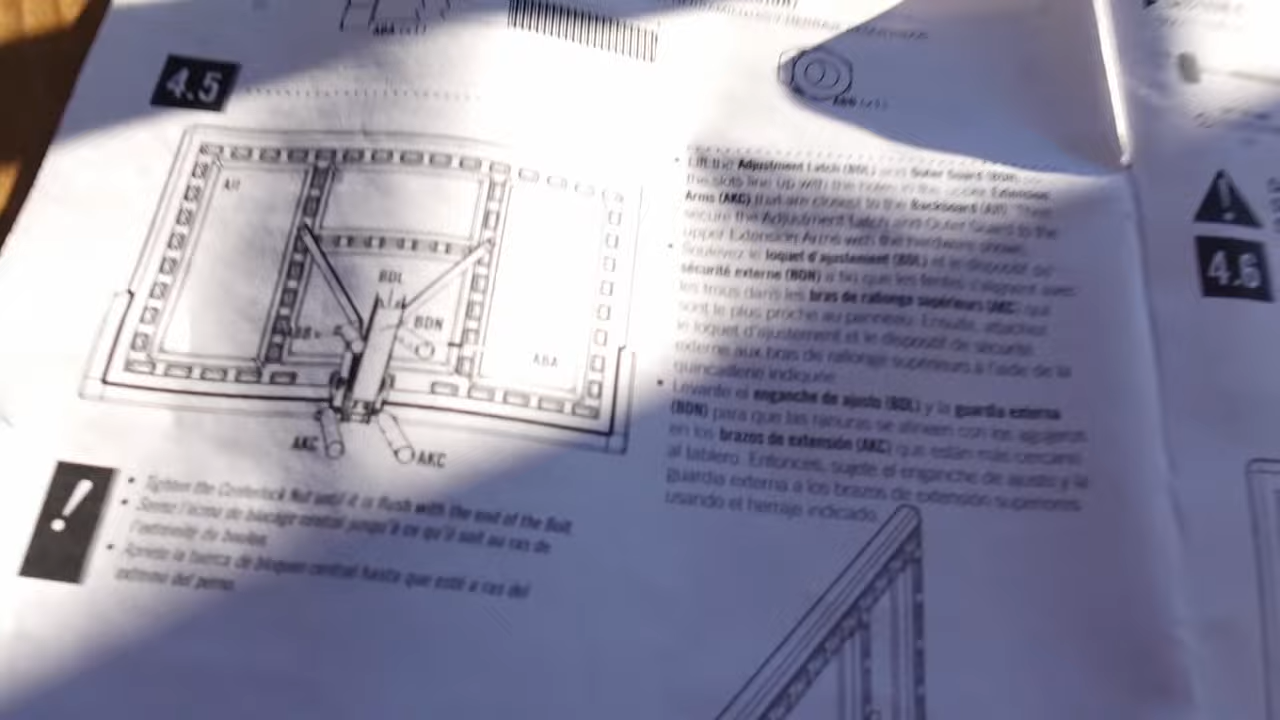 4.5
• Lift the Adjustment Latch (BDL) and Outer Guard (BDN)
the slots line up with the holes in the upper Extension
Arms (AKC) that are closest to the Backboard (AIJ). Then
secure the Adjustment Latch and Outer Guard to the
upper Extension Arms with the hardware shown.
• Soulevez le loquet d'ajustement (BDL) et le dispositif de
sécurité externe (BDN) a fin que les fentes s'alignent avec
les trous dans les bras de rallonge supérieurs (AKC) qui
sont le plus proche au panneau. Ensuite, attachez
le loquet d'ajustement et le dispositif de sécurité
externe aux bras de rallonge supérieurs à l'aide de la
quincaillerie indiquée.
• Levante el enganche de ajuste (BDL) y la guardia externa
(BDN) para que las ranuras se alineen con los agujeros
en los brazos de extensión (AKC) que están más cercanos
al tablero. Entonces, sujete el enganche de ajuste y la
guardia externa a los brazos de extensión superiores
usando el herraje indicado.
BDL
BDN
ABA
AKC
AKC
!
• Tighten the Centerlock Nut until it is flush with the end of the Bolt.
• Serrez l'écrou de blocage central jusqu'à ce qu'il soit au ras de
l'extrémité du boulon.
• Apriete la tuerca de bloqueo central hasta que esté a ras del
extremo del perno.
!
4.6